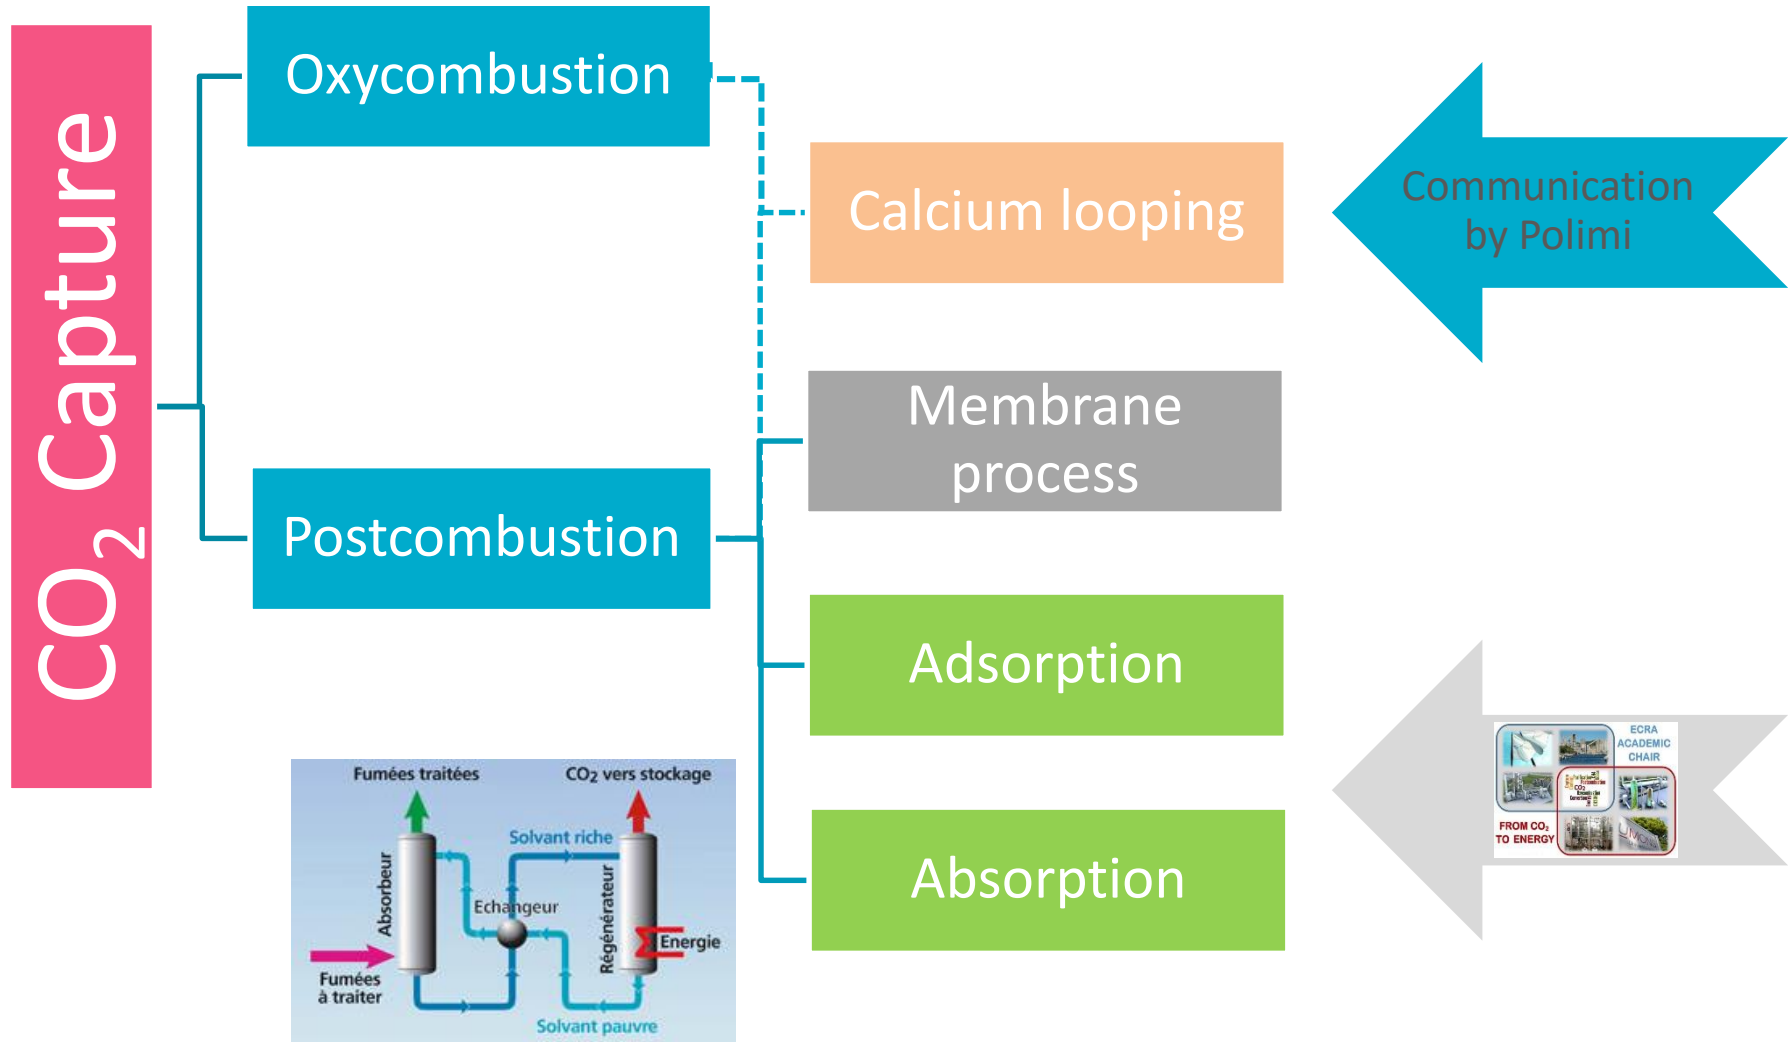 CO₂ Capture
Oxycombustion
Postcombustion
Calcium looping
Membrane
process
Adsorption
Absorption
Communication
by Polimi
ECRA
ACADEMIC
CHAIR
FROM CO₂
TO ENERGY
Fumées traitées
CO₂ vers stockage
Solvant riche
Absorbeur
Echangeur
Régénérateur
Energie
Fumées
à traiter
Solvant pauvre